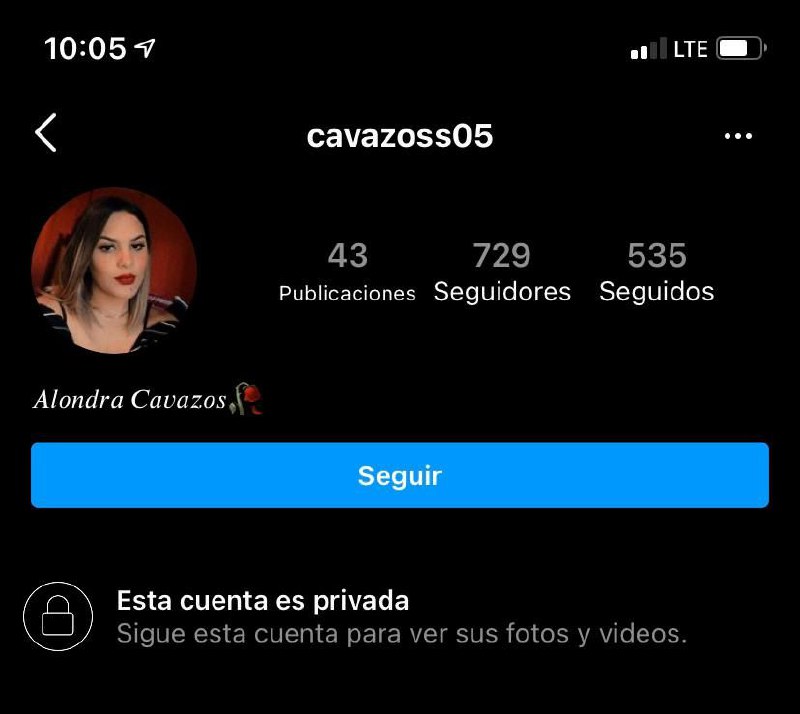 10:05
LTE
cavazoss05
43
729
535
Publicaciones
Seguidores
Seguidos
Alondra Cavazos🥀
Seguir
Esta cuenta es privada
Sigue esta cuenta para ver sus fotos y videos.